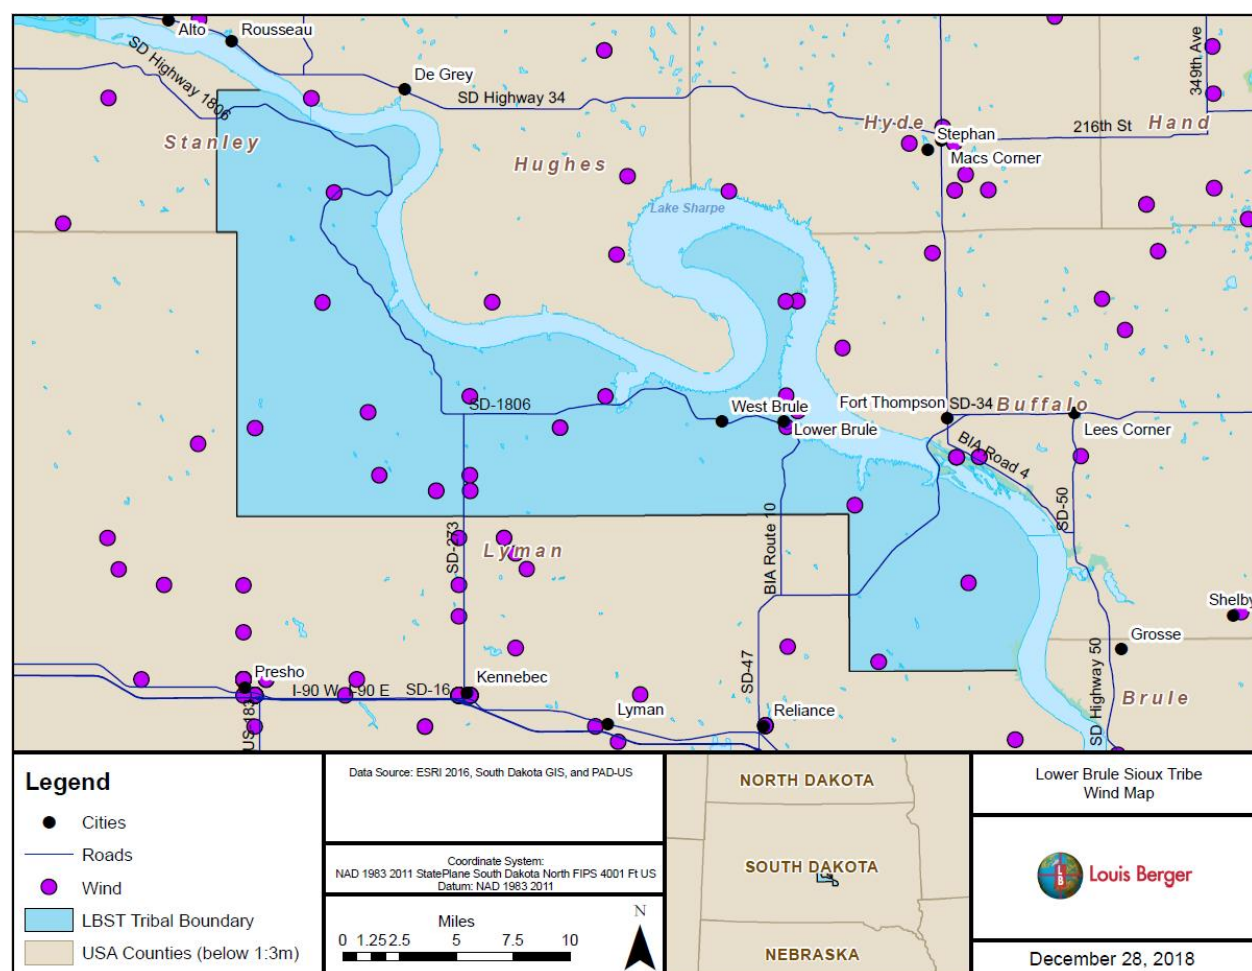 Alto
Rousseau
SD Highway 1806
De Grey
SD Highway 34
349th Ave
Stanley
Hughes
Hyde
Hand
Stephan
216th St
Macs Corner
Lake Sharpe
SD-1806
West Brule
Lower Brule
Fort Thompson
SD-34
Buffalo
Lees Corner
BIA Road 4
SD-50
BIA Route 10
SD-273
Lyman
Shelby
Grosse
Presho
I-90 W
I-90 E
SD-16
Kennebec
SD-47
SD Highway 50
Brule
US-183
Lyman
Reliance
Legend
Cities
Roads
Wind
LBST Tribal Boundary
USA Counties (below 1:3m)
Data Source: ESRI 2016, South Dakota GIS, and PAD-US
Coordinate System:
NAD 1983 2011 StatePlane South Dakota North FIPS 4001 Ft US
Datum: NAD 1983 2011
Miles
0 1.25 2.5 5 7.5 10
N
NORTH DAKOTA
SOUTH DAKOTA
NEBRASKA
Lower Brule Sioux Tribe
Wind Map
L
B
Louis Berger
December 28, 2018